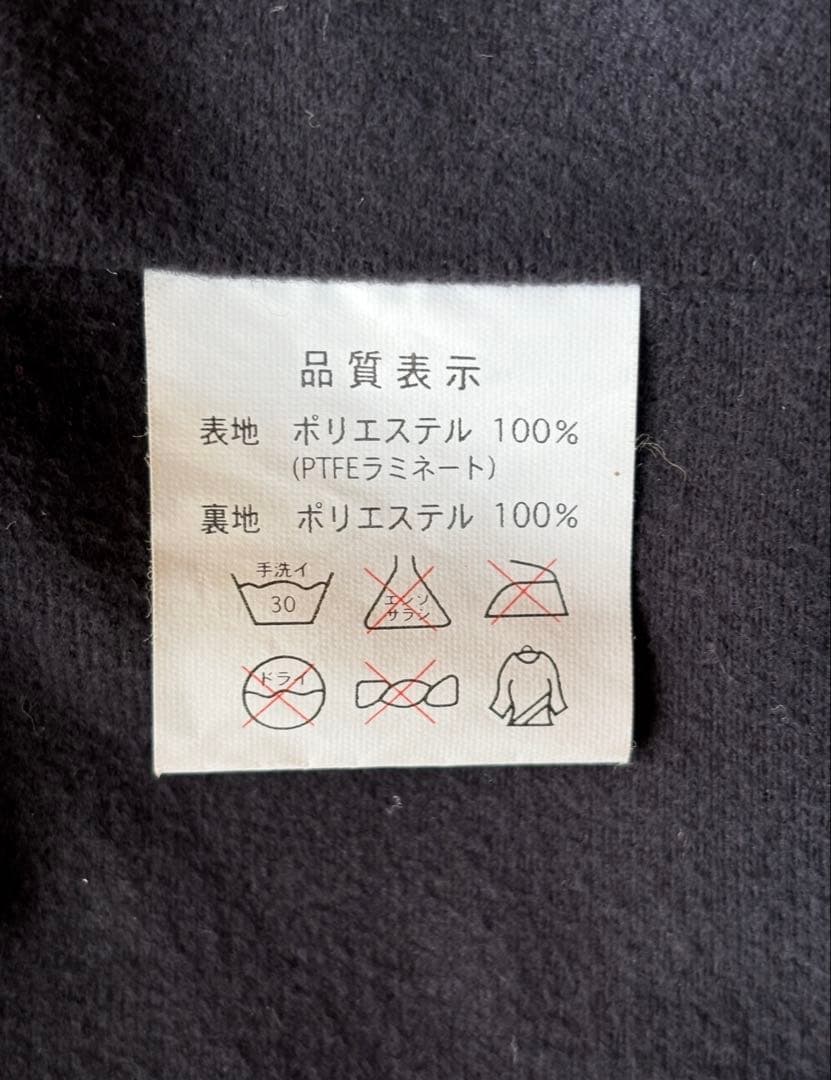 品質表示
表地 ポリエステル 100%
(PTFEラミネート)
裏地 ポリエステル 100%
手洗イ
30
エンソ
サラシ
ドライ